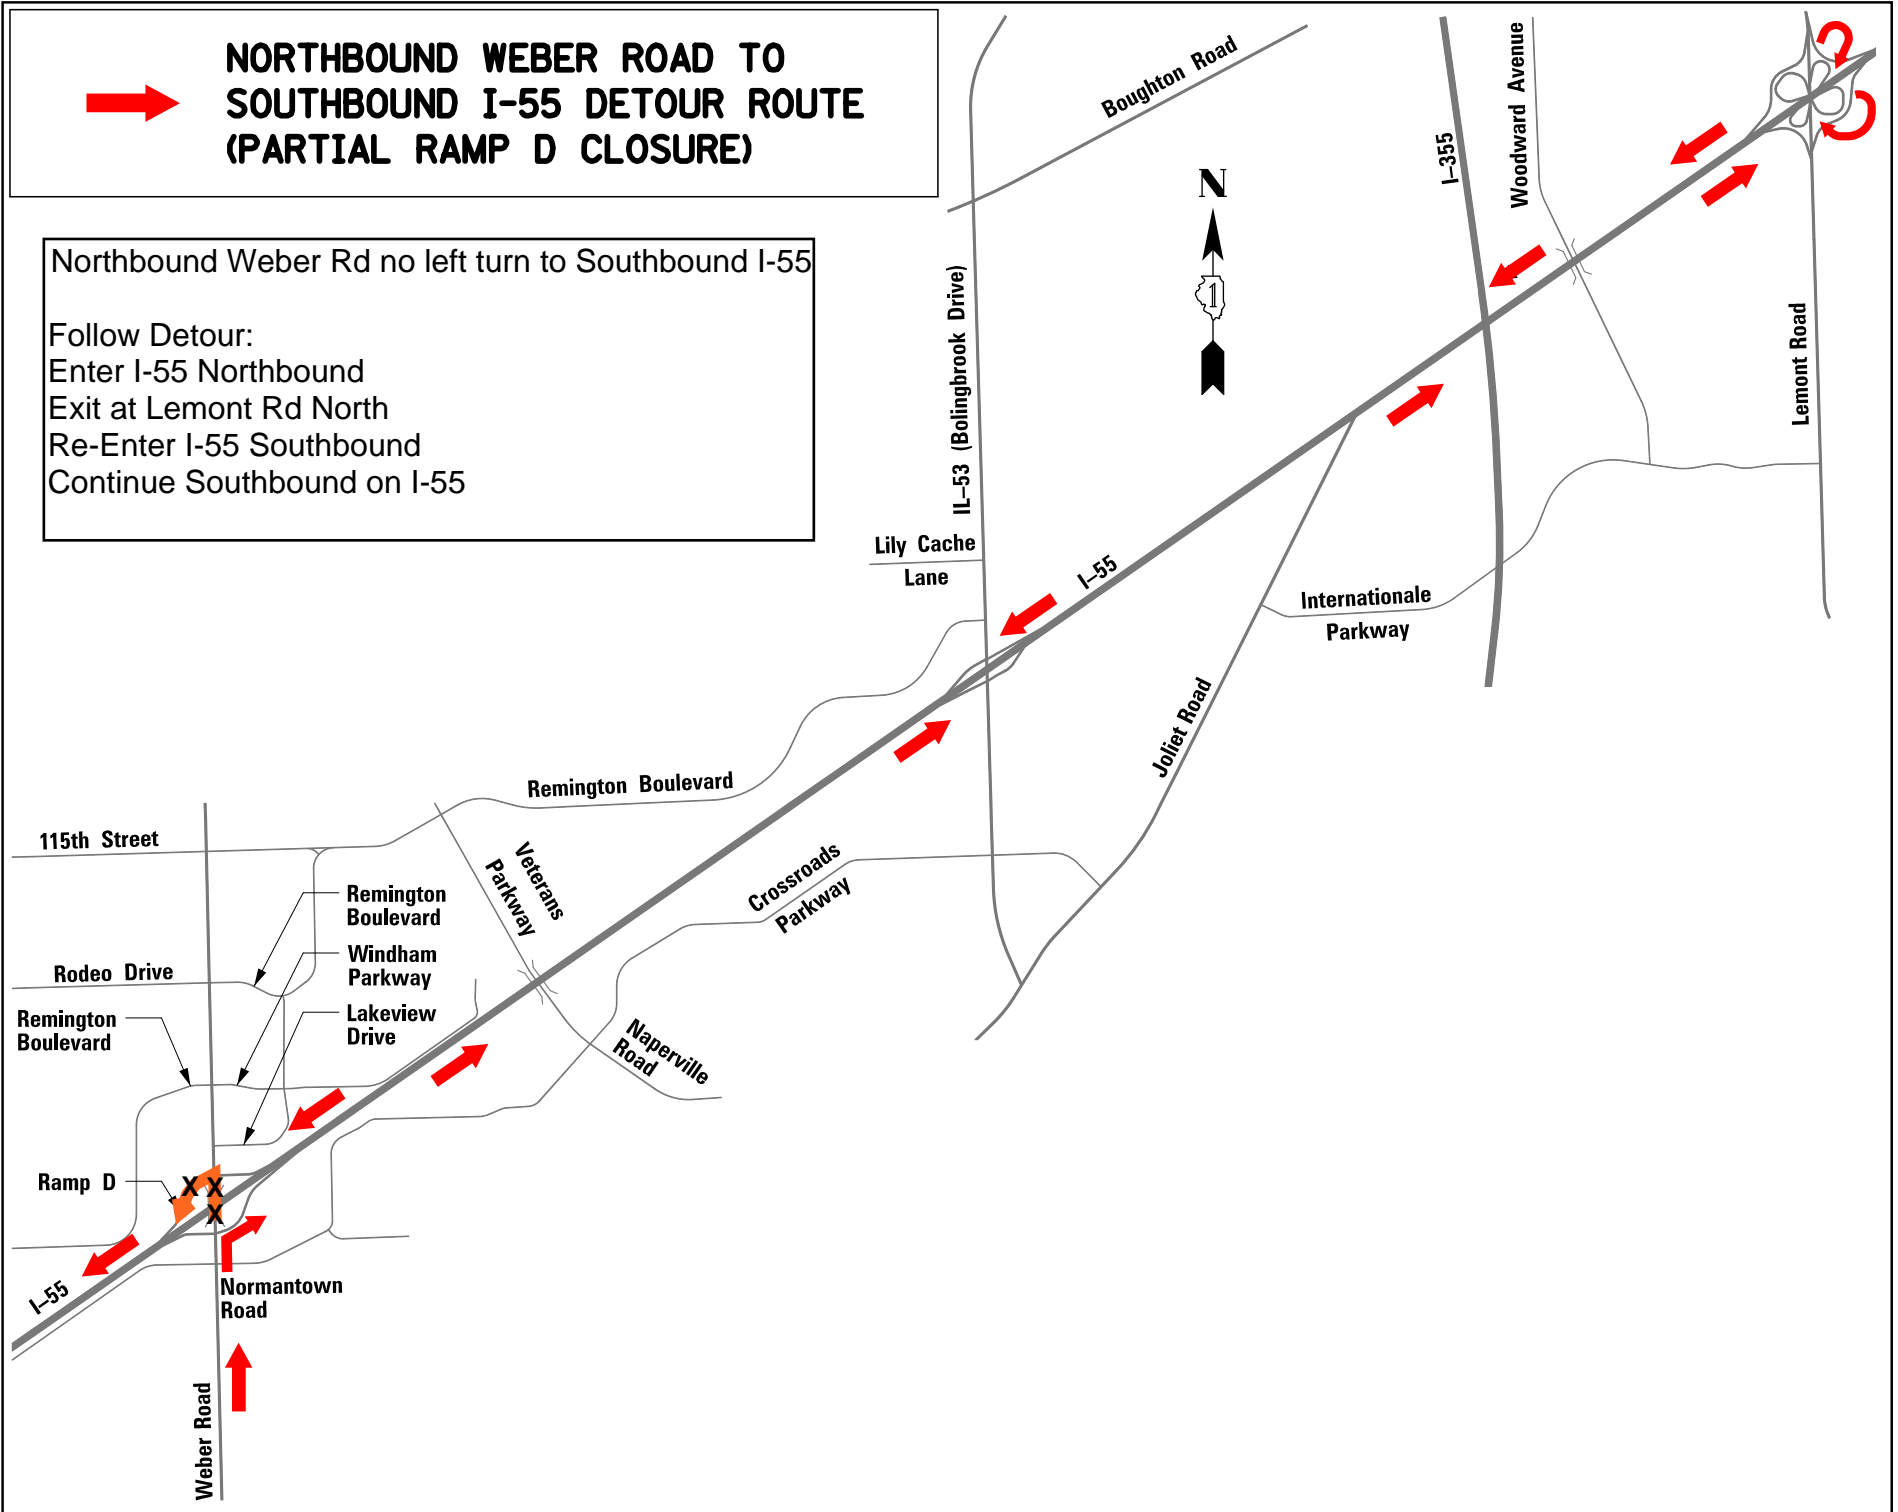 NORTHBOUND WEBER ROAD TO
SOUTHBOUND I-55 DETOUR ROUTE
(PARTIAL RAMP D CLOSURE)
Northbound Weber Rd no left turn to Southbound I-55
Follow Detour:
Enter I-55 Northbound
Exit at Lemont Rd North
Re-Enter I-55 Southbound
Continue Southbound on I-55
Boughton Road
N
1
I-355
Woodward Avenue
Lemont Road
IL-53 (Bolingbrook Drive)
Lily Cache
Lane
I-55
Internationale
Parkway
Joliet Road
Remington Boulevard
115th Street
Veterans
Parkway
Crossroads
Parkway
Remington
Boulevard
Windham
Parkway
Rodeo Drive
Remington
Boulevard
Lakeview
Drive
Naperville
Road
Ramp D
X X
X
I-55
Normantown
Road
Weber Road